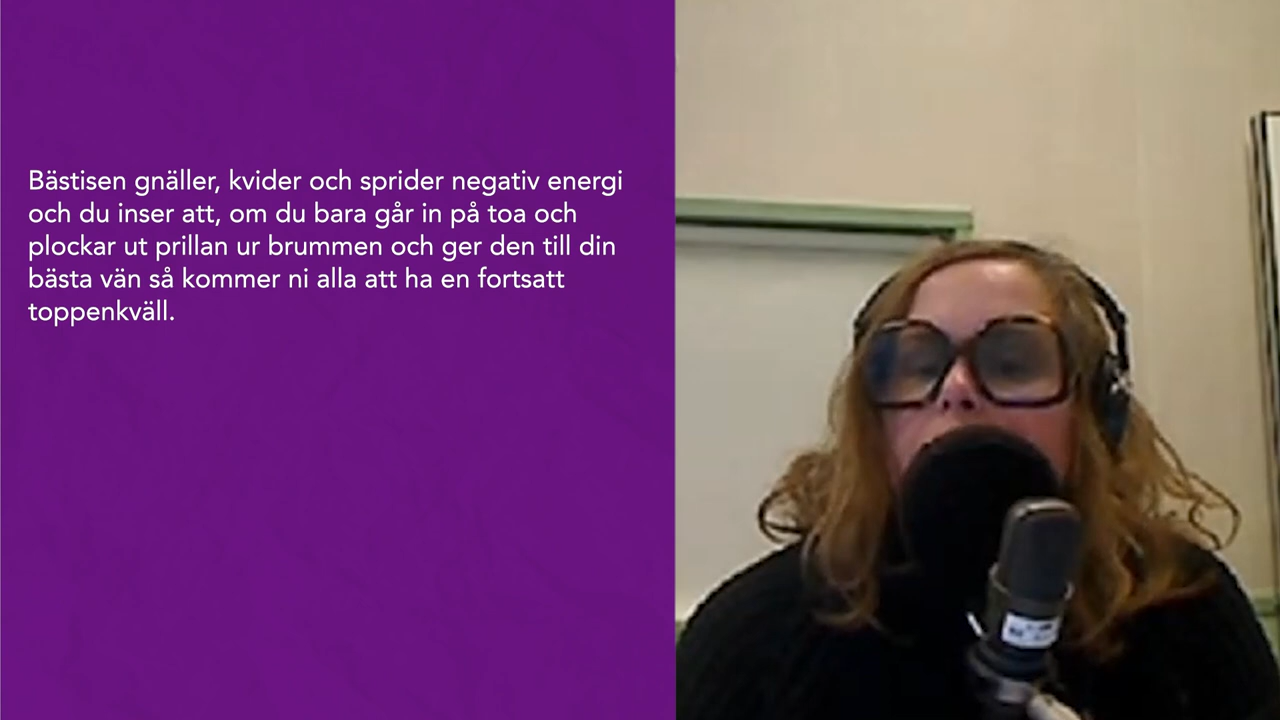 Bästisen gnäller, kvider och sprider negativ energi
och du inser att, om du bara går in på toa och
plockar ut prillan ur brummen och ger den till din
bästa vän så kommer ni alla att ha en fortsatt
toppenkväll.